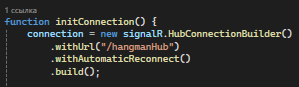 1 ссылка
function initConnection() {
connection = new signalR.HubConnectionBuilder()
.withUrl("/hangmanHub")
.withAutomaticReconnect()
.build();